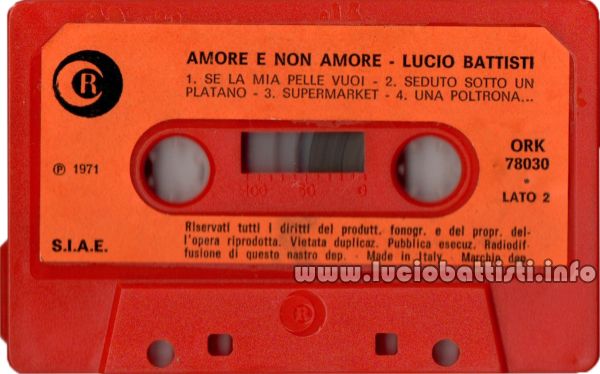 R
AMORE E NON AMORE - LUCIO BATTISTI
1. SE LA MIA PELLE VUOI - 2. SEDUTO SOTTO UN
PLATANO - 3. SUPERMARKET - 4. UNA POLTRONA...
ORK
78030
℗ 1971
LATO 2
100 50 0
S.I.A.E.
Riservati tutti i diritti del produtt. fonogr. e del propr. del-
l'opera riprodotta. Vietata duplicaz. Pubblica esecuz. Radiodif-
fusione di questo nastro dep. - Made in Italy. - Marchio dep.
www.luciobattisti.info
R